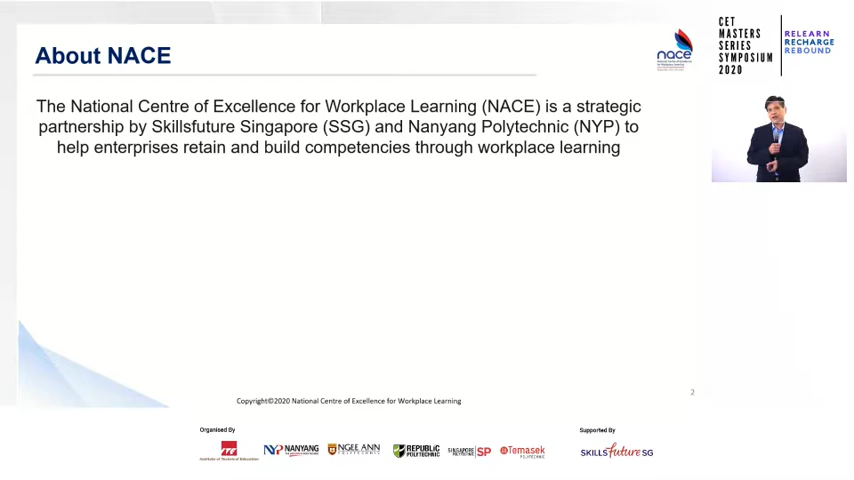 About NACE
nace
The National Centre of Excellence for Workplace Learning (NACE) is a strategic
partnership by Skillsfuture Singapore (SSG) and Nanyang Polytechnic (NYP) to
help enterprises retain and build competencies through workplace learning
CET
MASTERS
SERIES
SYMPOSIUM
2020
RELEARN
RECHARGE
REBOUND
2
Copyright©2020 National Centre of Excellence for Workplace Learning
Organised By
ITE
Institute of Technical Education
NYP NANYANG
NGEE ANN
POLYTECHNIC
REPUBLIC
POLYTECHNIC
SINGAPORE
POLYTECHNIC
SP
Temasek
POLYTECHNIC
Supported By
SKILLSfuture SG